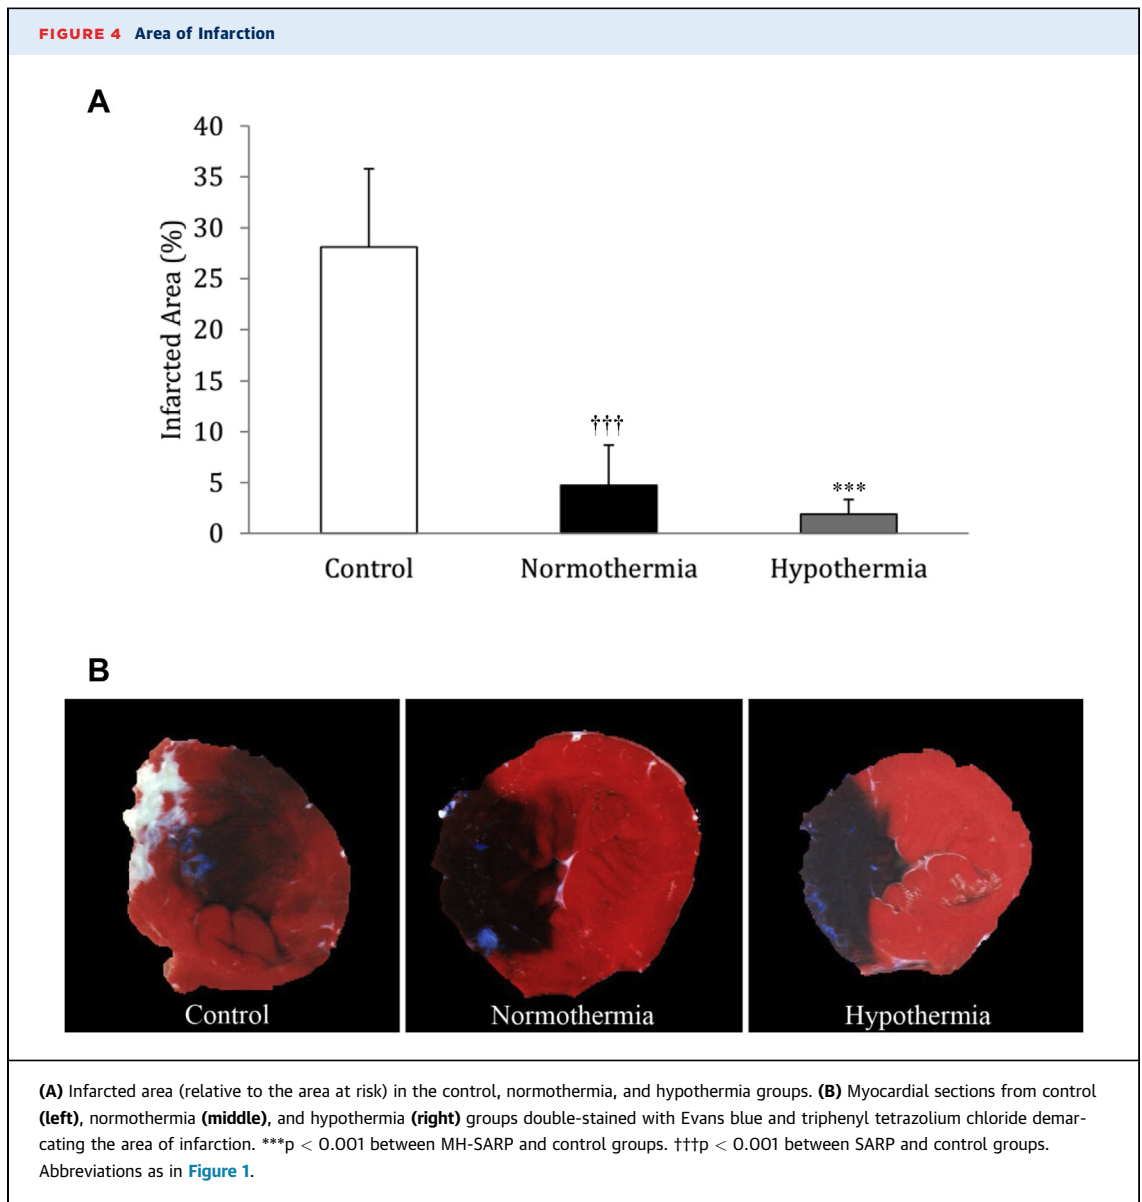 FIGURE 4 Area of Infarction
A
40
35
30
25
20
15
10
5
0
Infarcted Area (%)
†††
***
Control
Normothermia
Hypothermia
B
Control
Normothermia
Hypothermia
(A) Infarcted area (relative to the area at risk) in the control, normothermia, and hypothermia groups. (B) Myocardial sections from control
(left), normothermia (middle), and hypothermia (right) groups double-stained with Evans blue and triphenyl tetrazolium chloride demar-
cating the area of infarction. ***p < 0.001 between MH-SARP and control groups. †††p < 0.001 between SARP and control groups.
Abbreviations as in Figure 1.